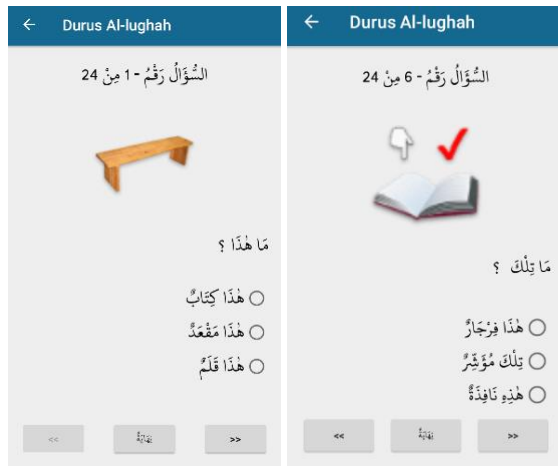 Durus Al-lughah
السُّؤَالُ رَقْمُ - 1 مِنْ 24
مَا هٰذَا ؟
هٰذَا كِتَابٌ
هٰذَا مَقْعَدٌ
هٰذَا قَلَمٌ
<<
نِهَايَةٌ
>>
Durus Al-lughah
السُّؤَالُ رَقْمُ - 6 مِنْ 24
مَا تِلْكَ ؟
هٰذَا فِرْجَارٌ
تِلْكَ مُؤَشِّرٌ
هٰذِهِ نَافِذَةٌ
<<
نِهَايَةٌ
>>